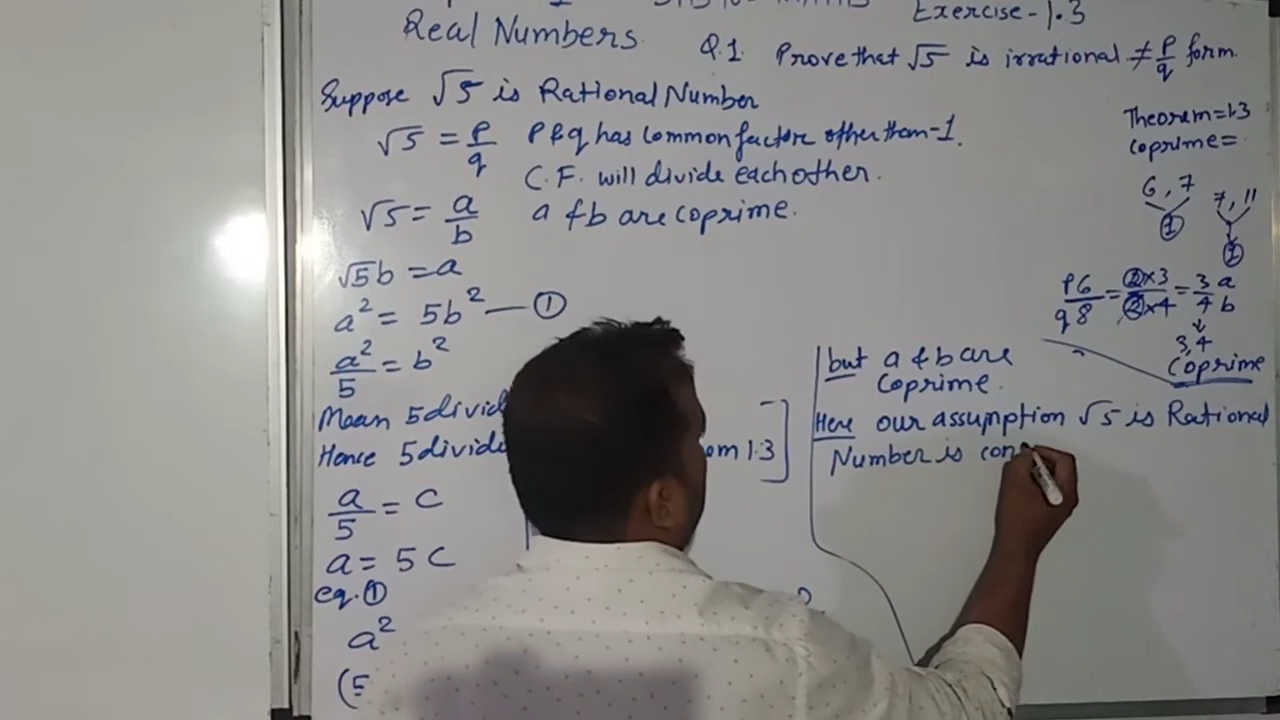 Exercise-1.3
Real Numbers
Q.1. Prove that √5 is irrational ≠ P/q form.
Suppose √5 is Rational Number
√5 = P/q P & q has common factore other than-1.
C.F. will divide each other.
√5 = a/b a & b are coprime.
√5b = a
a² = 5b² — ①
a²/5 = b²
Mean 5 divid
Hence 5 divide
1.3
a/5 = C
a = 5C
eq. ①
a²
(5
Theorem = 1.3
Coprime =
6, 7
①
7, 11
①
P6/q8 = ②×3/②×4 = 3/4 a/b
3,4
Coprime
but a & b are
Coprime.
Here our assumption √5 is Rational
Number is con